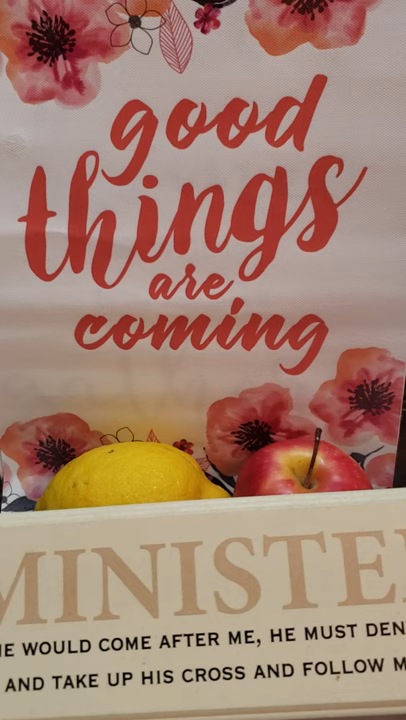 good
things
are
coming
MINISTE
HE WOULD COME AFTER ME, HE MUST DEN
AND TAKE UP HIS CROSS AND FOLLOW M